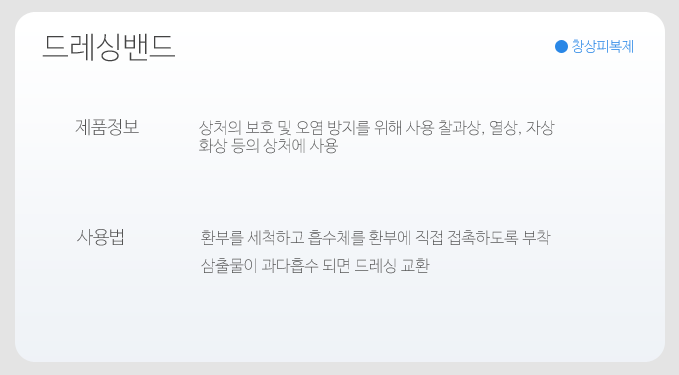 드레싱밴드
창상피복제
제품정보
상처의 보호 및 오염 방지를 위해 사용 찰과상, 열상, 자상
화상 등의 상처에 사용
사용법
환부를 세척하고 흡수체를 환부에 직접 접촉하도록 부착
삼출물이 과다흡수 되면 드레싱 교환